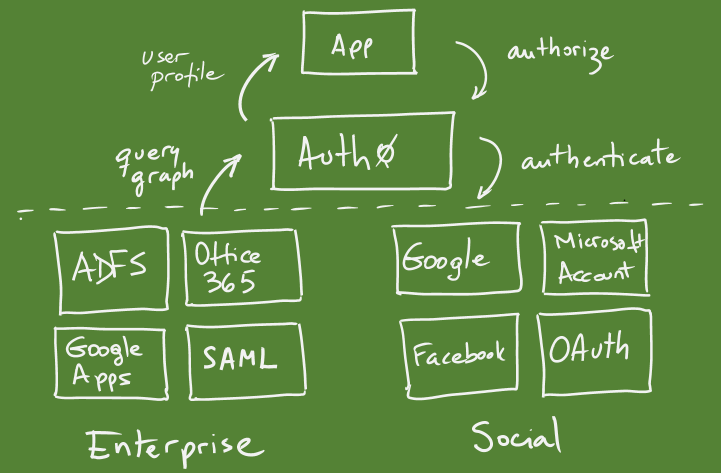 App
user
profile
authorize
Auth0
query
graph
authenticate
ADFS
Office
365
Google
Microsoft
Account
Google
Apps
SAML
Facebook
OAuth
Enterprise
Social